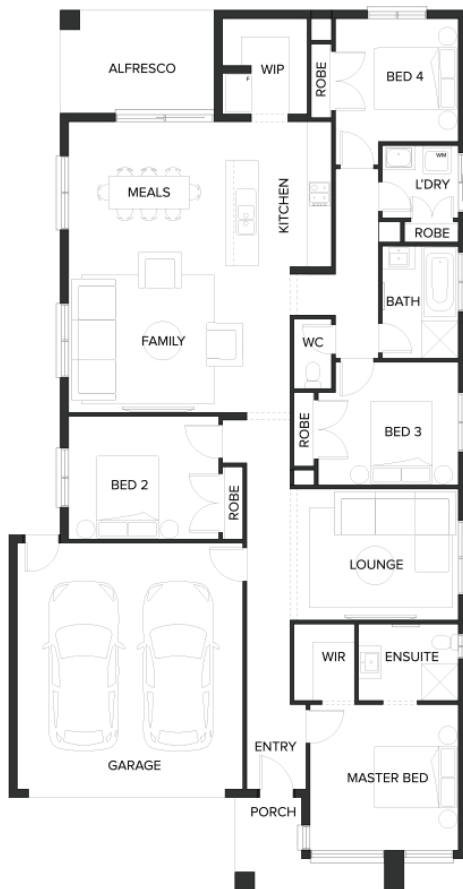 ALFRESCO
WIP
F
ROBE
BED 4
MEALS
KITCHEN
WM
L'DRY
ROBE
BATH
FAMILY
WC
ROBE
BED 3
BED 2
ROBE
LOUNGE
WIR
ENSUITE
ENTRY
GARAGE
MASTER BED
PORCH